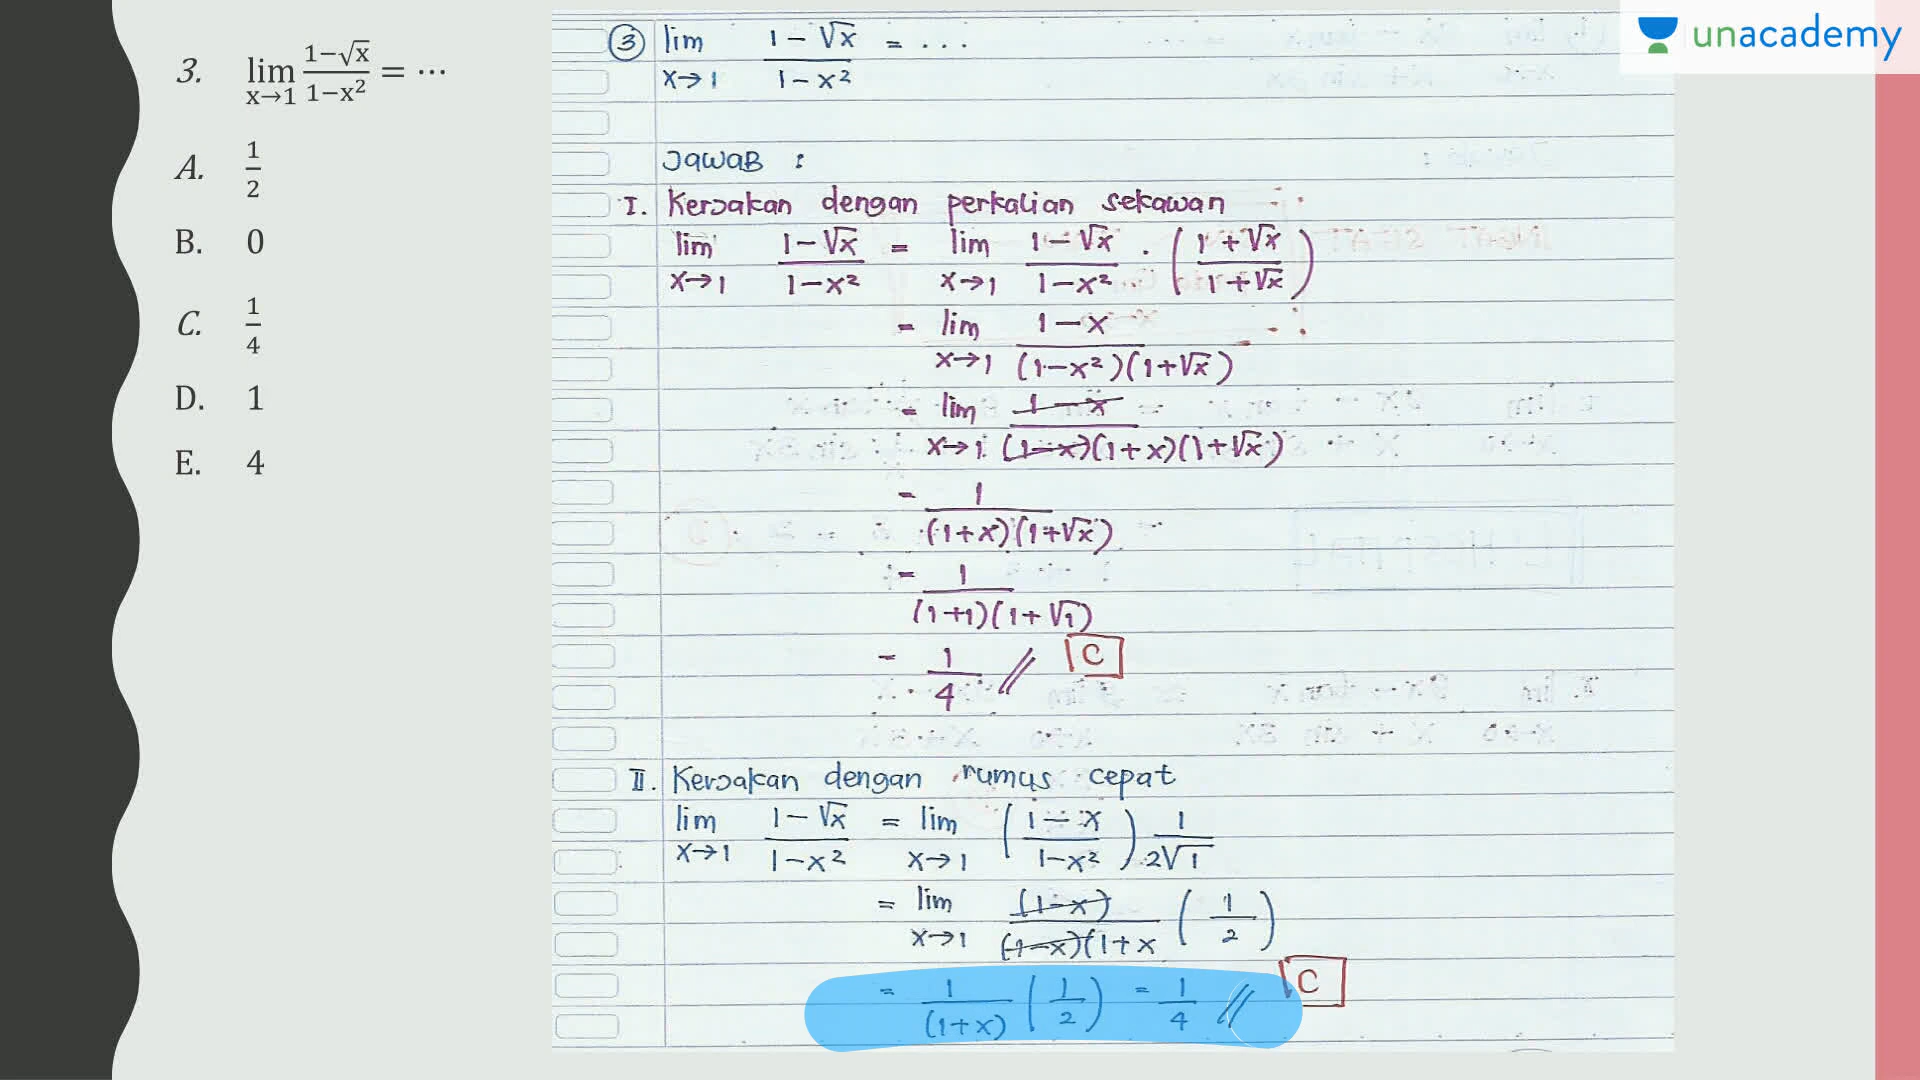 3. lim x→1 (1−√x)/(1−x²) = ⋯
A. 1/2
B. 0
C. 1/4
D. 1
E. 4
unacademy
③ lim x→1 (1−√x)/(1−x²) = ...
Jawab :
I. Kerjakan dengan perkalian sekawan
lim x→1 (1−√x)/(1−x²) = lim x→1 (1−√x)/(1−x²) . ((1+√x)/(1+√x))
= lim x→1 (1−x)/((1−x²)(1+√x))
= lim x→1 (1−x)/((1−x)(1+x)(1+√x))
= 1/((1+x)(1+√x))
= 1/((1+1)(1+√1))
= 1/4 // C
II. Kerjakan dengan rumus cepat
lim x→1 (1−√x)/(1−x²) = lim x→1 ((1−x)/(1−x²)) 1/(2√1)
= lim x→1 (1−x)/((1−x)(1+x (1/2)
= 1/(1+x) (1/2) = 1/4 // C